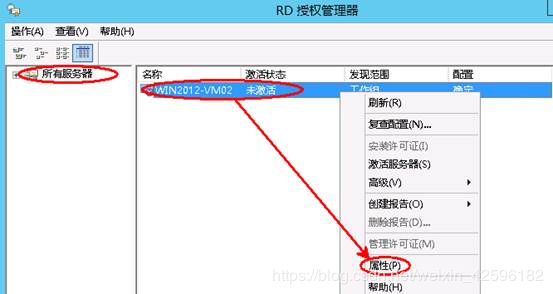 RD 授权管理器
操作(A) 查看(V) 帮助(H)
所有服务器
名称 激活状态 发现范围 配置
WIN2012-VM02 未激活 工作组 确定
刷新(R)
复查配置(N)...
安装许可证(I)
激活服务器(S)
高级(V)
创建报告(O)
删除报告(D)...
管理许可证(M)
属性(P)
帮助(H)
https://blog.csdn.net/weixin_42596182